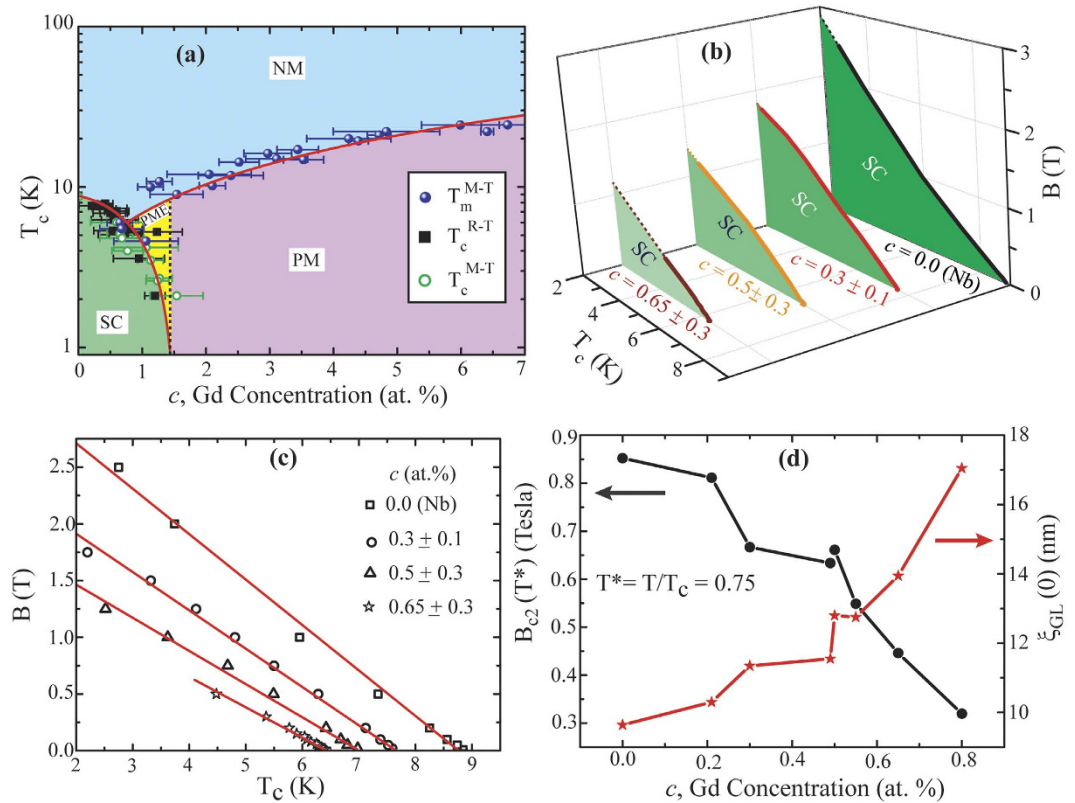 (a)
NM
PME
PM
SC
T_m^M-T
T_c^R-T
T_c^M-T
100
10
1
T_c (K)
0 1 2 3 4 5 6 7
c, Gd Concentration (at. %)
(b)
SC
SC
SC
SC
c = 0.65 ± 0.3
c = 0.5 ± 0.3
c = 0.3 ± 0.1
c = 0.0 (Nb)
2 4 6 8
T_c (K)
3
2
1
0
B (T)
(c)
c (at.%)
0.0 (Nb)
0.3 ± 0.1
0.5 ± 0.3
0.65 ± 0.3
2.5
2.0
1.5
1.0
0.5
0.0
B (T)
2 3 4 5 6 7 8 9
T_c (K)
(d)
T*= T/T_c = 0.75
0.9
0.8
0.7
0.6
0.5
0.4
0.3
B_c2 (T*) (Tesla)
18
16
14
12
10
ξ_GL (0) (nm)
0.0 0.2 0.4 0.6 0.8
c, Gd Concentration (at. %)